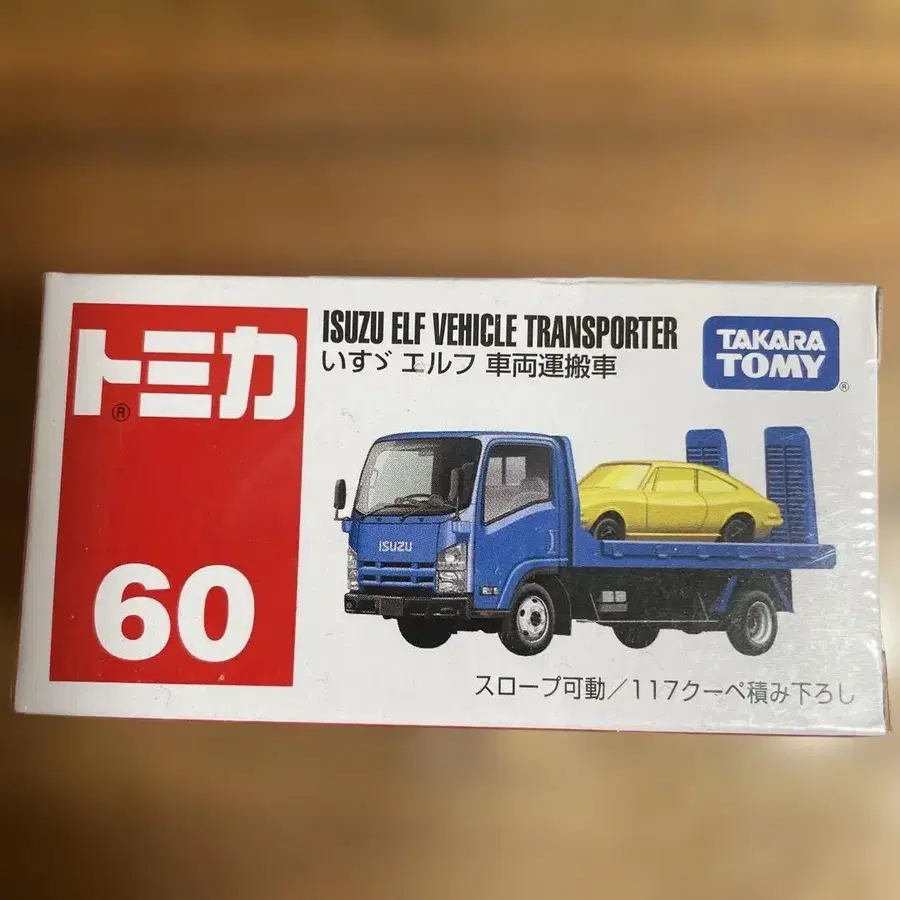 トミカ®
60
ISUZU ELF VEHICLE TRANSPORTER
いすゞ エルフ 車両運搬車
TAKARA
TOMY®
ISUZU
スロープ可動/117クーペ積み下ろし